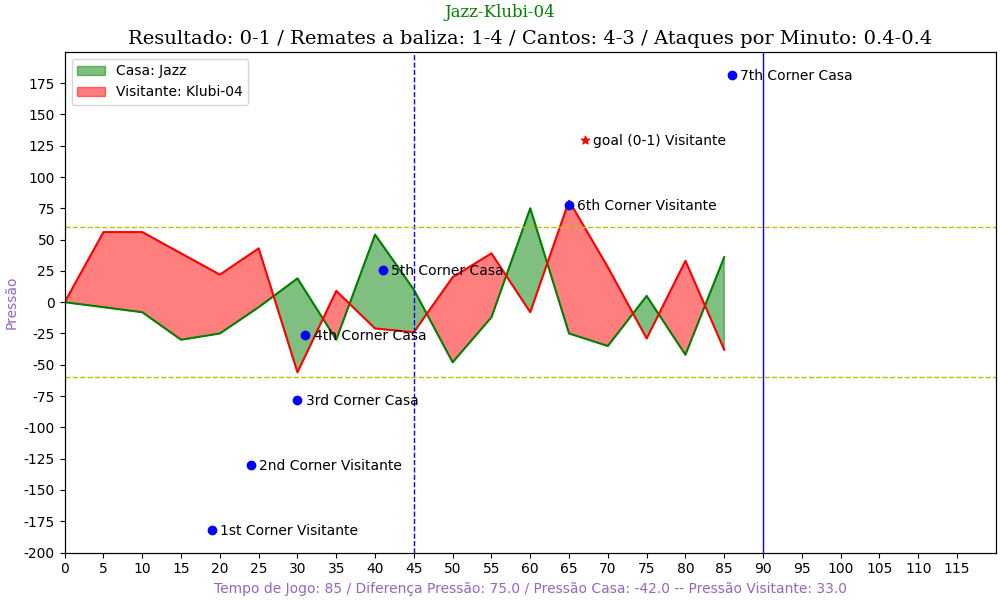 Jazz-Klubi-04
Resultado: 0-1 / Remates a baliza: 1-4 / Cantos: 4-3 / Ataques por Minuto: 0.4-0.4
Casa: Jazz
Visitante: Klubi-04
7th Corner Casa
goal (0-1) Visitante
6th Corner Visitante
5th Corner Casa
4th Corner Casa
3rd Corner Casa
2nd Corner Visitante
1st Corner Visitante
Pressão
175
150
125
100
75
50
25
0
-25
-50
-75
-100
-125
-150
-175
-200
0 5 10 15 20 25 30 35 40 45 50 55 60 65 70 75 80 85 90 95 100 105 110 115
Tempo de Jogo: 85 / Diferença Pressão: 75.0 / Pressão Casa: -42.0 -- Pressão Visitante: 33.0